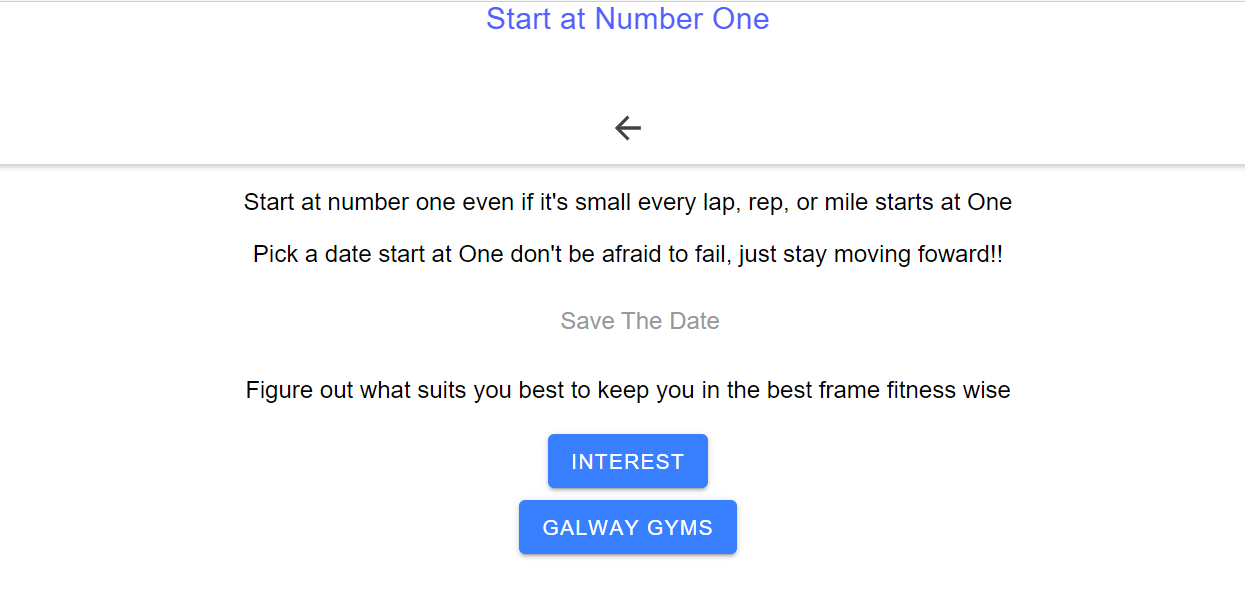 Start at Number One
Start at number one even if it's small every lap, rep, or mile starts at One
Pick a date start at One don't be afraid to fail, just stay moving foward!!
Save The Date
Figure out what suits you best to keep you in the best frame fitness wise
INTEREST
GALWAY GYMS